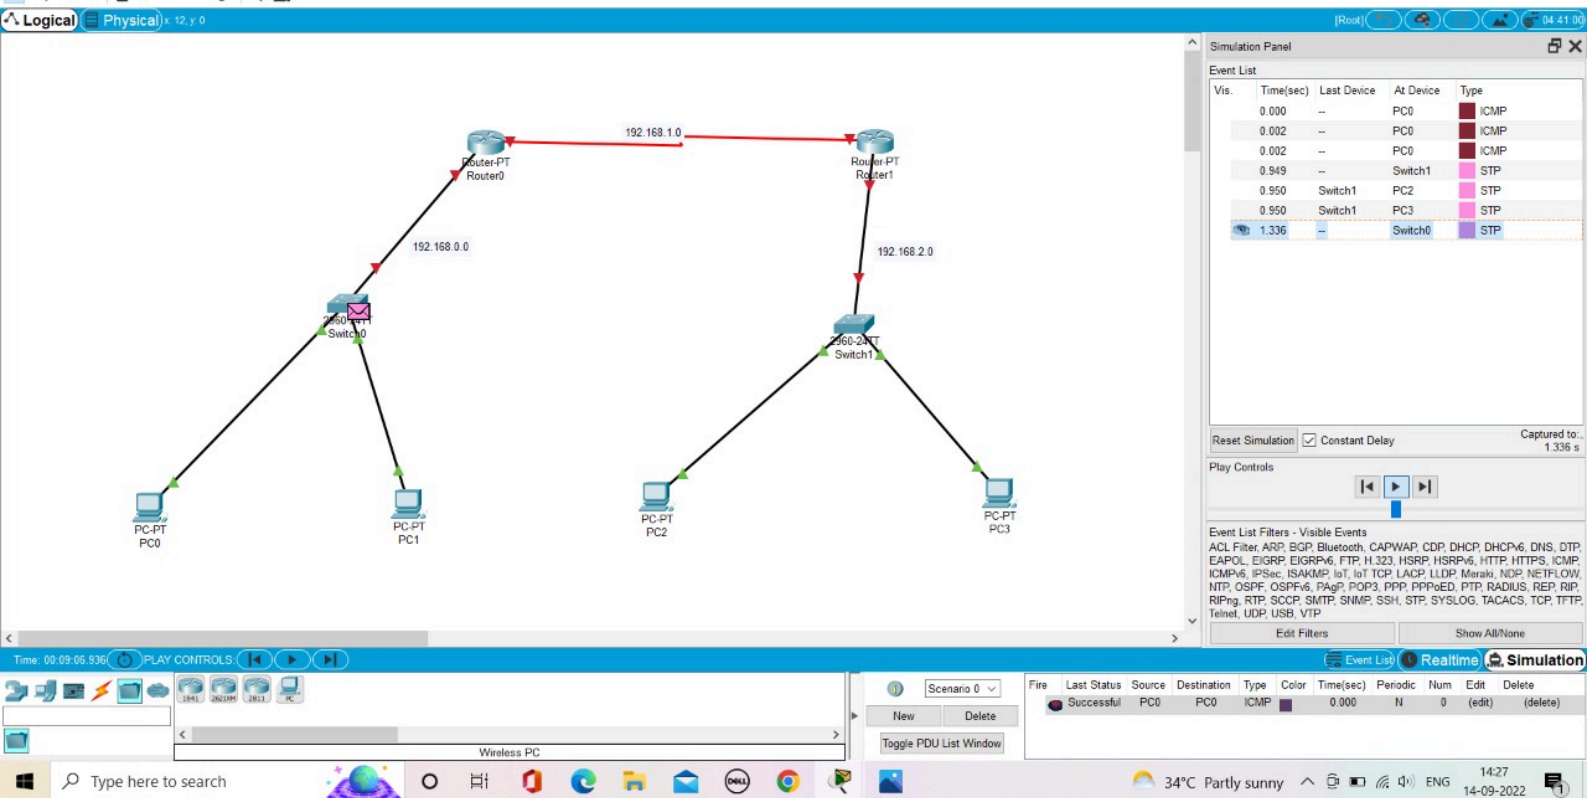 Logical Physical x: 12, y: 0 [Root] 04:41:00
Simulation Panel
Event List
Vis. Time(sec) Last Device At Device Type
0.000 -- PC0 ICMP
0.002 -- PC0 ICMP
0.002 -- PC0 ICMP
0.949 -- Switch1 STP
0.950 Switch1 PC2 STP
0.950 Switch1 PC3 STP
1.336 -- Switch0 STP
Reset Simulation Constant Delay Captured to:
1.336 s
Play Controls
Event List Filters - Visible Events
ACL Filter, ARP, BGP, Bluetooth, CAPWAP, CDP, DHCP, DHCPv6, DNS, DTP,
EAPOL, EIGRP, EIGRPv6, FTP, H.323, HSRP, HSRPv6, HTTP, HTTPS, ICMP,
ICMPv6, IPSec, ISAKMP, IoT, IoT TCP, LACP, LLDP, Meraki, NDP, NETFLOW,
NTP, OSPF, OSPFv6, PAgP, POP3, PPP, PPPoED, PTP, RADIUS, REP, RIP,
RIPng, RTP, SCCP, SMTP, SNMP, SSH, STP, SYSLOG, TACACS, TCP, TFTP,
Telnet, UDP, USB, VTP
Edit Filters Show All/None
192.168.1.0
Router-PT
Router0
Router-PT
Router1
192.168.0.0
192.168.2.0
2960-24TT
Switch0
2960-24TT
Switch1
PC-PT
PC0
PC-PT
PC1
PC-PT
PC2
PC-PT
PC3
Time: 00:09:06.936 PLAY CONTROLS: Event List Realtime Simulation
1841 2621XM 2811 PC
Wireless PC
Scenario 0
New Delete
Toggle PDU List Window
Fire Last Status Source Destination Type Color Time(sec) Periodic Num Edit Delete
Successful PC0 PC0 ICMP 0.000 N 0 (edit) (delete)
Type here to search
DELL
34°C Partly sunny ENG 14:27
14-09-2022
1